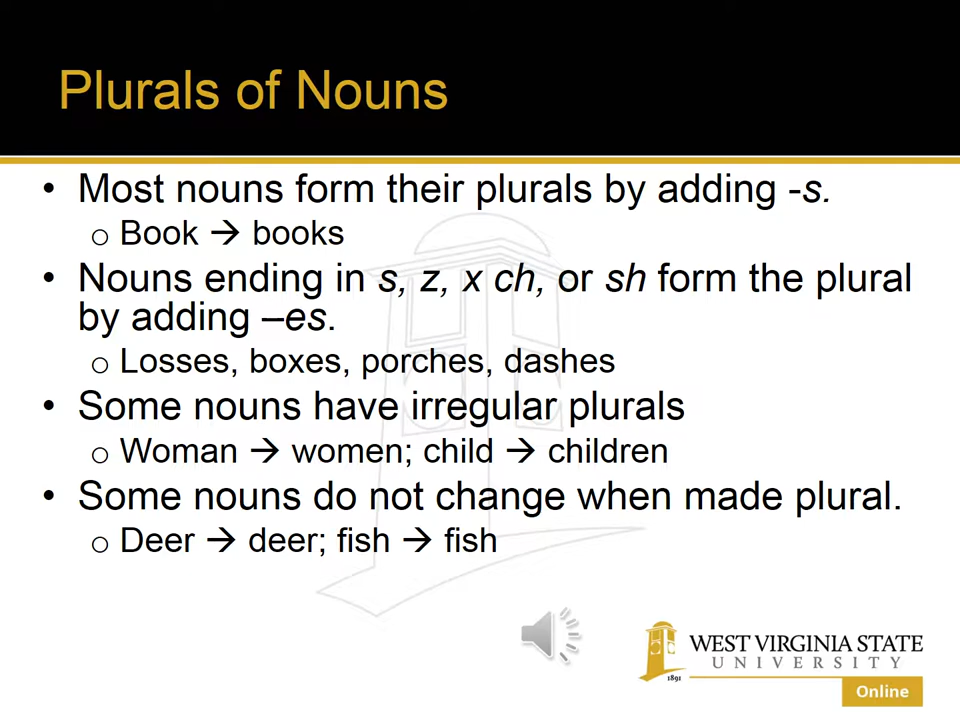 Plurals of Nouns
• Most nouns form their plurals by adding -s.
o Book → books
• Nouns ending in s, z, x ch, or sh form the plural
by adding –es.
o Losses, boxes, porches, dashes
• Some nouns have irregular plurals
o Woman → women; child → children
• Some nouns do not change when made plural.
o Deer → deer; fish → fish
WEST VIRGINIA STATE
UNIVERSITY
1891
Online